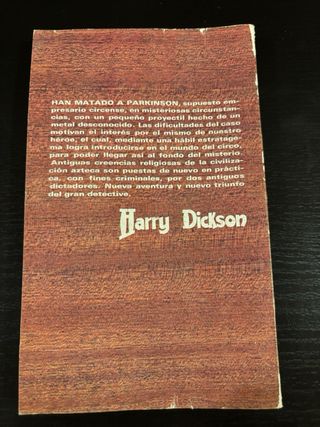 HAN MATADO A PARKINSON, supuesto em-
presario circense, en misteriosas circunstan-
cias, con un pequeño proyectil hecho de un
metal desconocido. Las dificultades del caso
motivan el interés por el mismo de nuestro
héroe, el cual, mediante una hábil estratage-
ma logra introducirse en el mundo del circo,
para poder llegar así al fondo del misterio.
Antiguas creencias religiosas de la civiliza-
ción azteca son puestas de nuevo en prácti-
ca, con fines criminales, por dos antiguos
dictadores. Nueva aventura y nuevo triunfo
del gran detective.
Harry Dickson